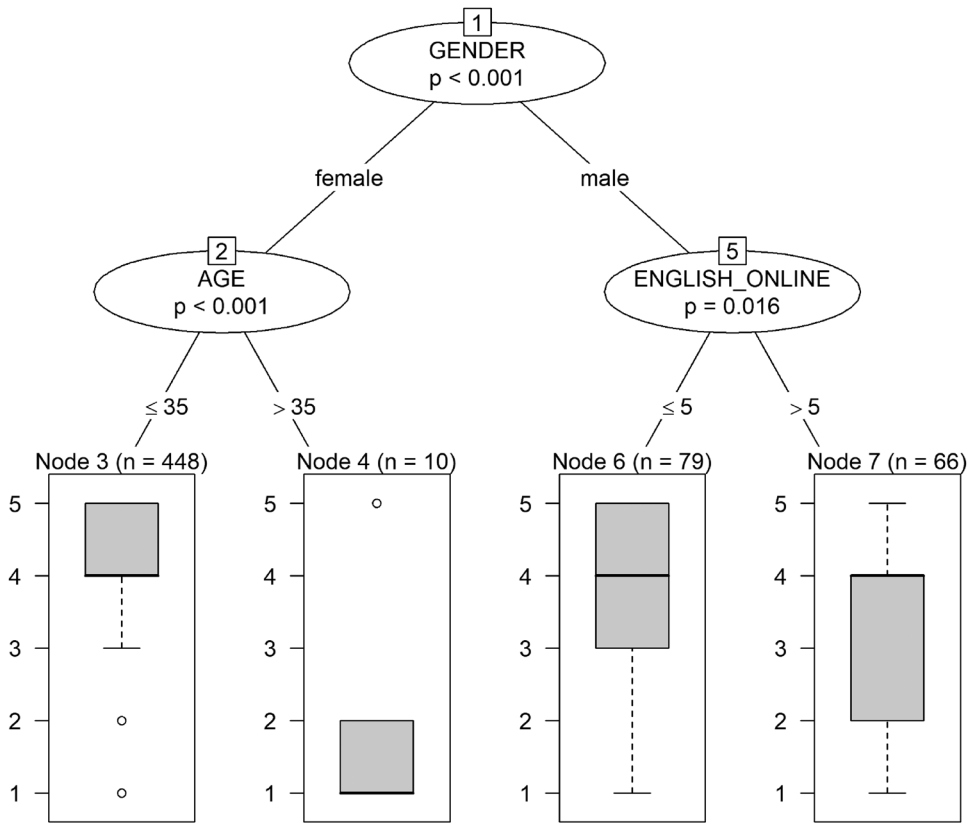 1
GENDER
p < 0.001
female
male
2
AGE
p < 0.001
5
ENGLISH_ONLINE
p = 0.016
≤ 35
> 35
≤ 5
> 5
Node 3 (n = 448)
5
4
3
2
1
Node 4 (n = 10)
5
4
3
2
1
Node 6 (n = 79)
5
4
3
2
1
Node 7 (n = 66)
5
4
3
2
1